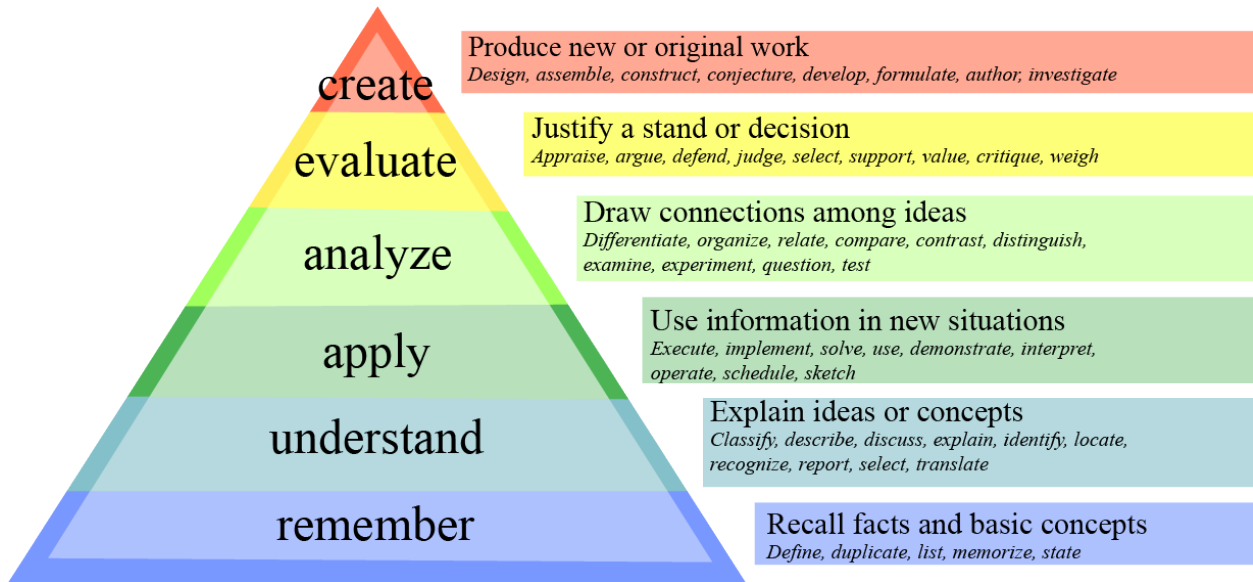 create
Produce new or original work
Design, assemble, construct, conjecture, develop, formulate, author, investigate
evaluate
Justify a stand or decision
Appraise, argue, defend, judge, select, support, value, critique, weigh
analyze
Draw connections among ideas
Differentiate, organize, relate, compare, contrast, distinguish,
examine, experiment, question, test
apply
Use information in new situations
Execute, implement, solve, use, demonstrate, interpret,
operate, schedule, sketch
understand
Explain ideas or concepts
Classify, describe, discuss, explain, identify, locate,
recognize, report, select, translate
remember
Recall facts and basic concepts
Define, duplicate, list, memorize, state